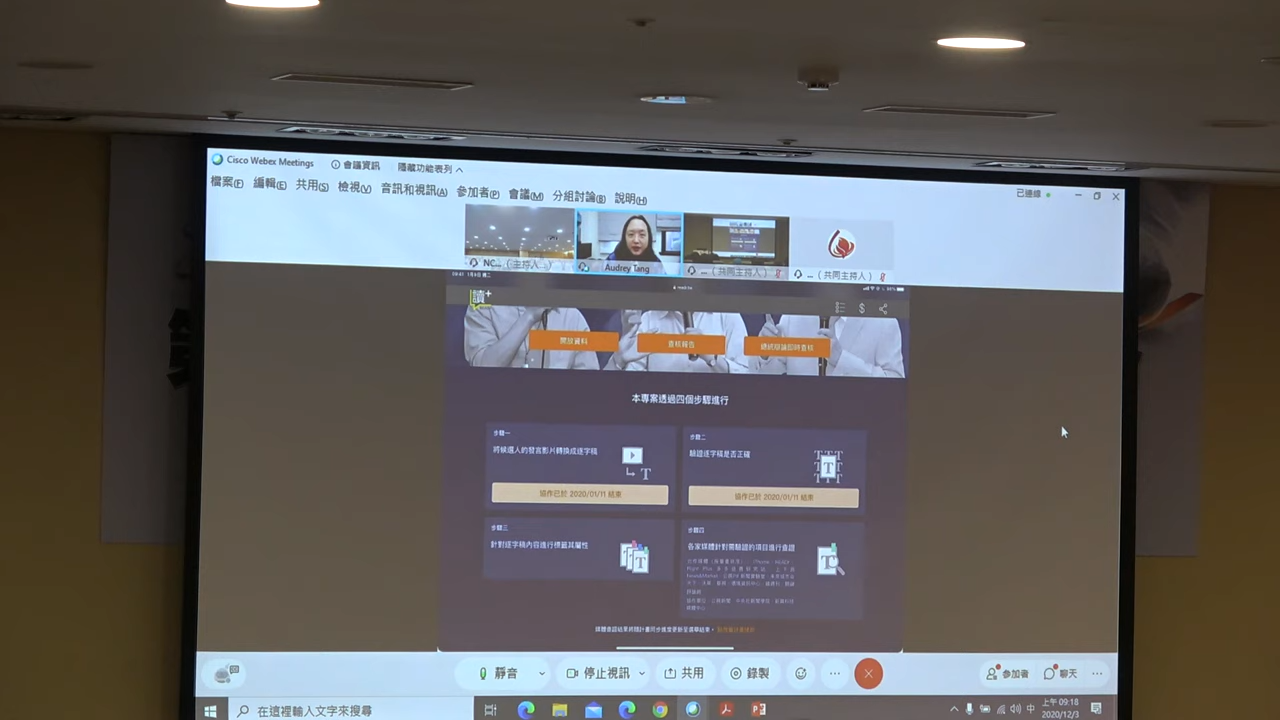 Cisco Webex Meetings
會議資訊
隱藏功能表列
檔案(F) 編輯(E) 共用(S) 檢視(V) 音訊和視訊(A) 參加者(P) 會議(M) 分組討論(B) 說明(H)
已連線
NC... （主持人）
Audrey Tang
... （共同主持人）
... （共同主持人）
讀+
開放資料
查核報告
總統辯論即時查核
本專案透過四個步驟進行
步驟一
將候選人的發言影片轉換成逐字稿
協作已於 2020/01/11 結束
步驟二
驗證逐字稿是否正確
協作已於 2020/01/11 結束
步驟三
針對逐字稿內容進行標籤其屬性
步驟四
各家媒體針對需驗證的項目進行查證
靜音
停止視訊
共用
錄製
參加者
聊天
在這裡輸入文字來搜尋
中
上午 09:18
2020/12/3